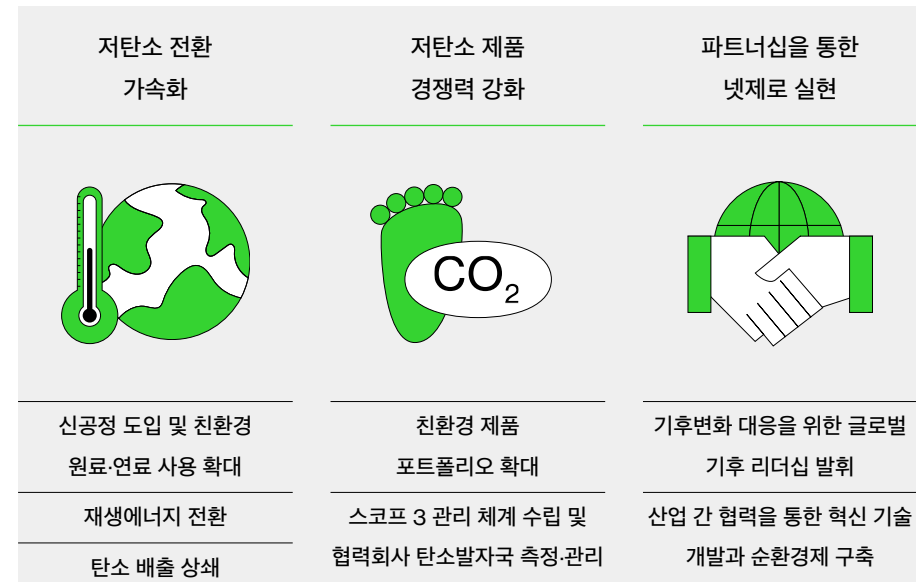 저탄소 전환
가속화
신공정 도입 및 친환경
원료·연료 사용 확대
재생에너지 전환
탄소 배출 상쇄
저탄소 제품
경쟁력 강화
CO₂
친환경 제품
포트폴리오 확대
스코프 3 관리 체계 수립 및
협력회사 탄소발자국 측정·관리
파트너십을 통한
넷제로 실현
기후변화 대응을 위한 글로벌
기후 리더십 발휘
산업 간 협력을 통한 혁신 기술
개발과 순환경제 구축